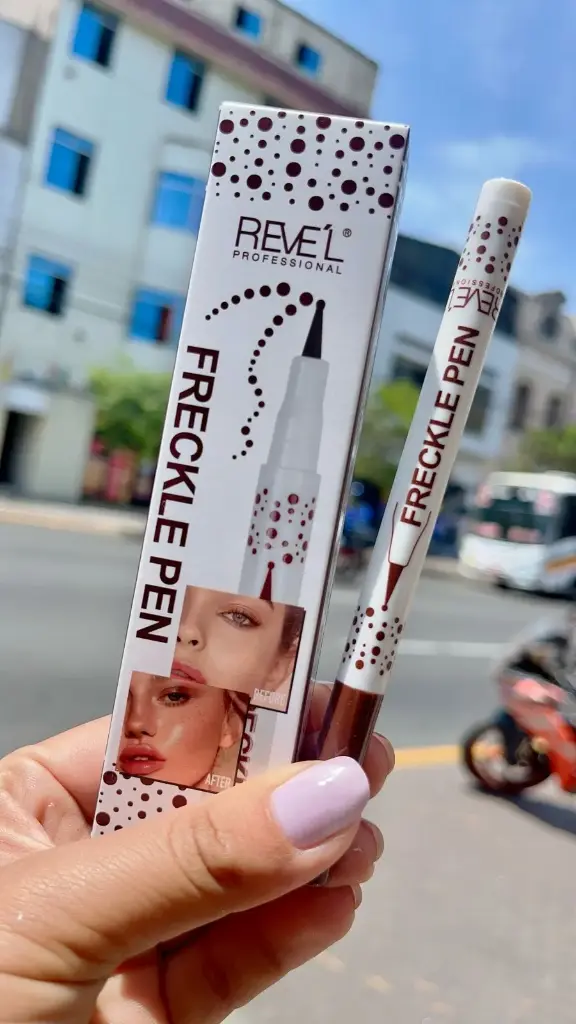 REVE´L®
PROFESSIONAL
FRECKLE PEN
BEFORE
AFTER
REVE´L
PROFESSIONAL
FRECKLE PEN